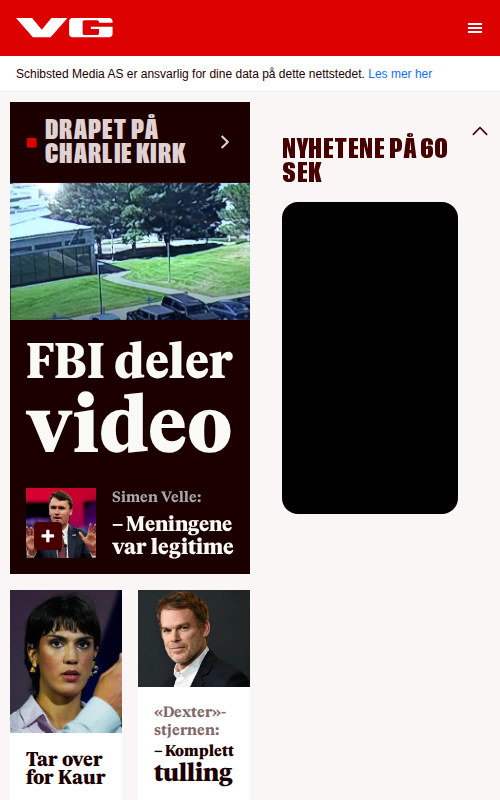 VG
Schibsted Media AS er ansvarlig for dine data på dette nettstedet. Les mer her
DRAPET PÅ
CHARLIE KIRK
FBI deler
video
Simen Velle:
– Meningene
var legitime
Tar over
for Kaur
«Dexter»-
stjernen:
– Komplett
tulling
NYHETENE PÅ 60
SEK